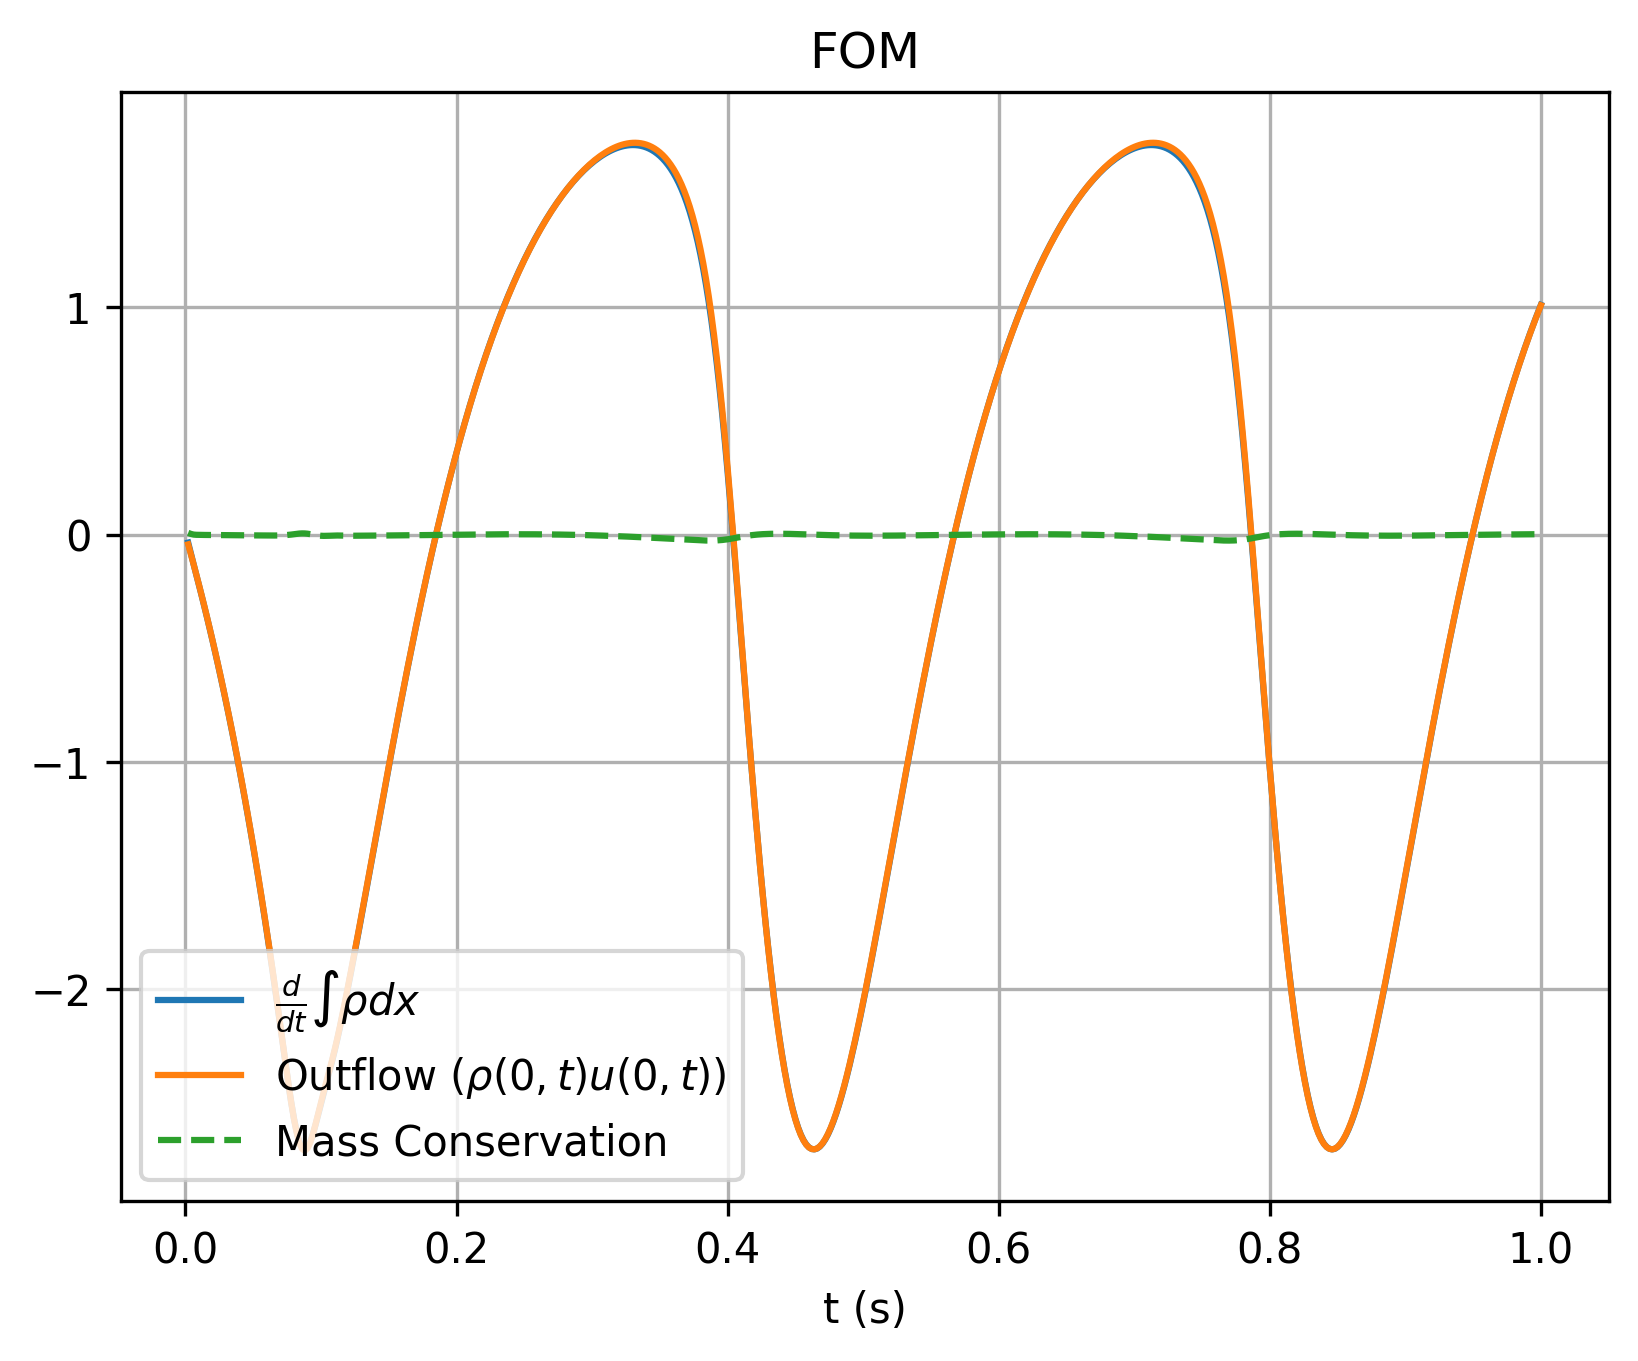 FOM
1
0
−1
−2
d/dt ∫ρdx
Outflow (ρ(0, t)u(0, t))
Mass Conservation
0.0 0.2 0.4 0.6 0.8 1.0
t (s)